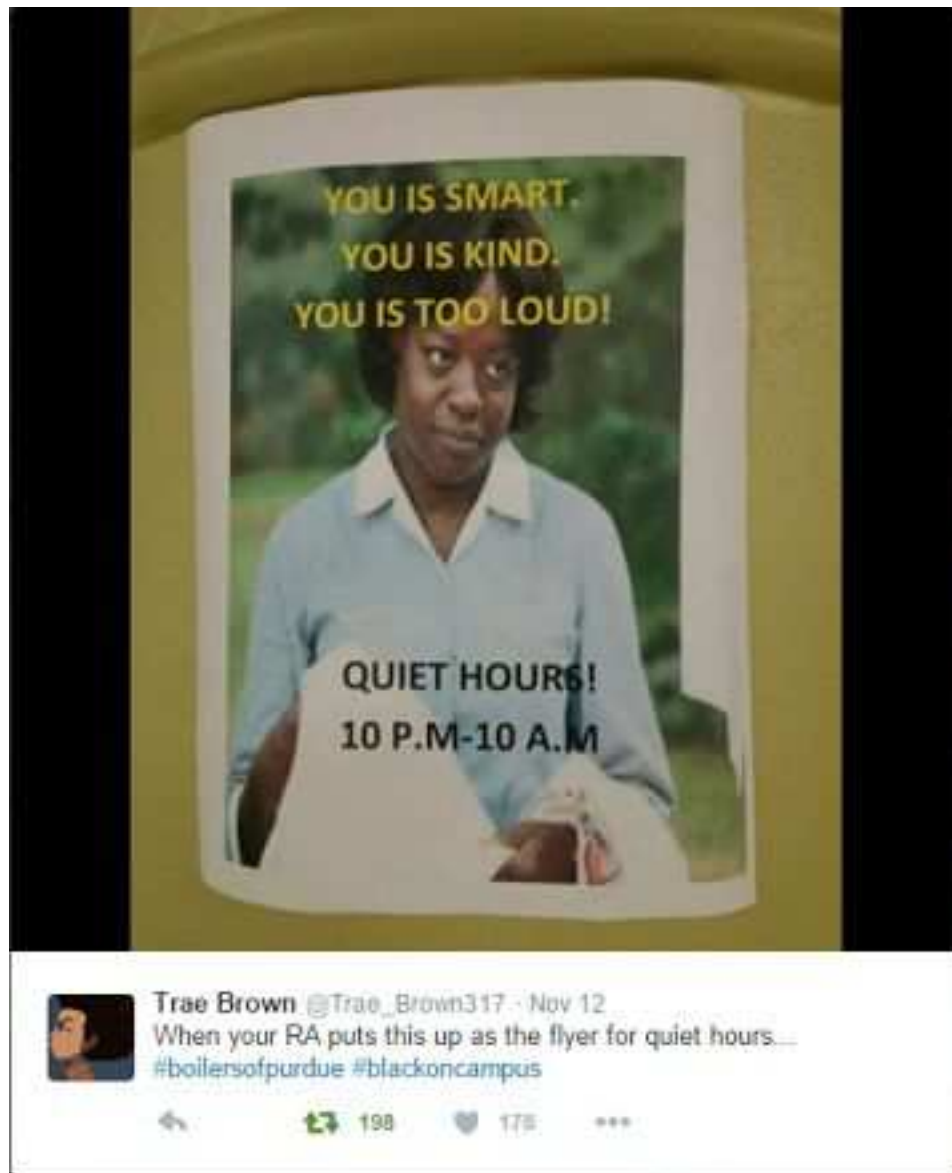 YOU IS SMART.
YOU IS KIND.
YOU IS TOO LOUD!
QUIET HOURS!
10 P.M-10 A.M
Trae Brown @Trae_Brown317 · Nov 12
When your RA puts this up as the flyer for quiet hours...
#boilersofpurdue #blackoncampus
198 178